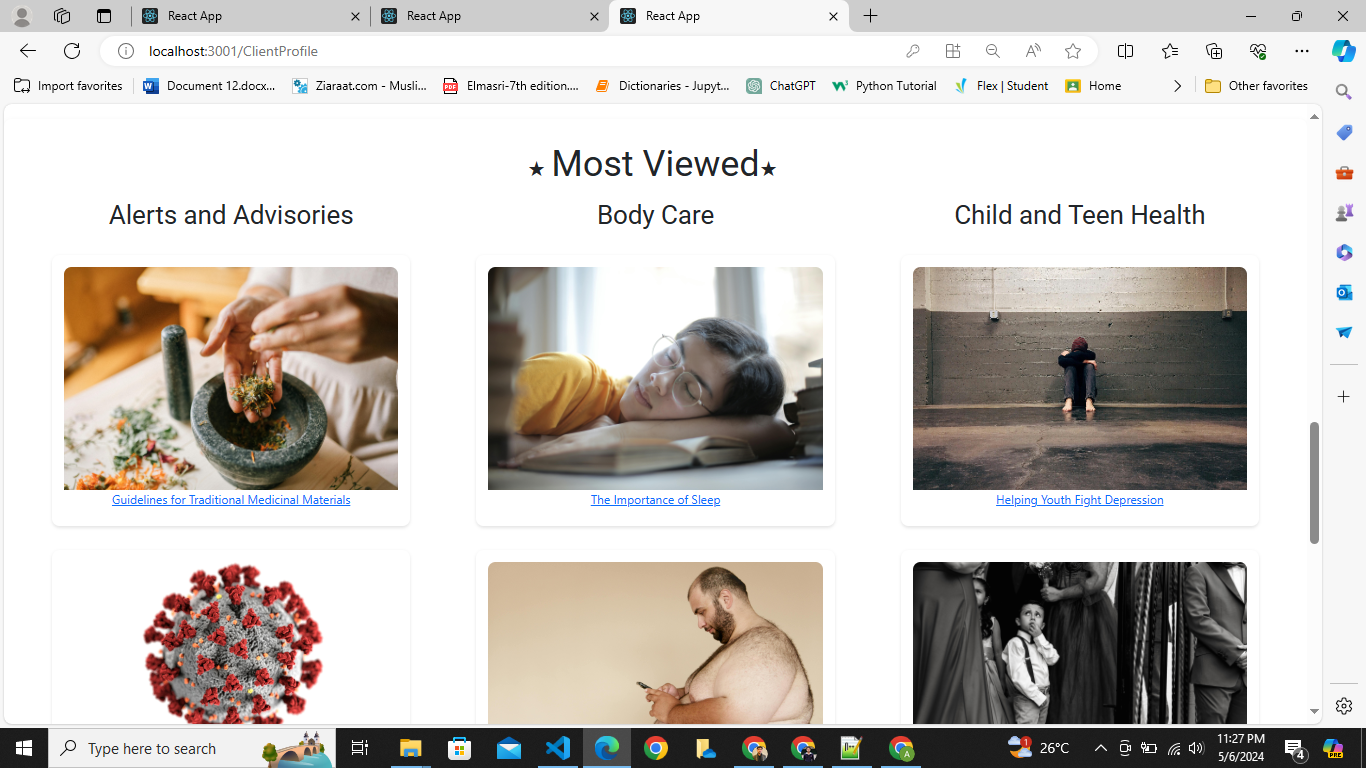 React App
React App
React App
localhost:3001/ClientProfile
Import favorites
Document 12.docx...
Ziaraat.com - Musli...
Elmasri-7th edition....
Dictionaries - Jupyt...
ChatGPT
Python Tutorial
Flex | Student
Home
Other favorites
★ Most Viewed★
Alerts and Advisories
Body Care
Child and Teen Health
Guidelines for Traditional Medicinal Materials
The Importance of Sleep
Helping Youth Fight Depression
Type here to search
26°C
11:27 PM
5/6/2024
4
PRE